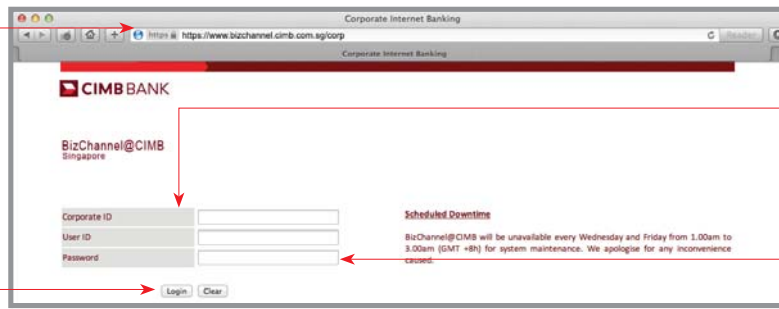 Corporate Internet Banking
https https://www.bizchannel.cimb.com.sg/corp
Reader
Corporate Internet Banking
CIMB BANK
BizChannel@CIMB
Singapore
Corporate ID
User ID
Password
Login Clear
Scheduled Downtime
BizChannel@CIMB will be unavailable every Wednesday and Friday from 1.00am to
3.00am (GMT +8h) for system maintenance. We apologise for any inconvenience
caused.